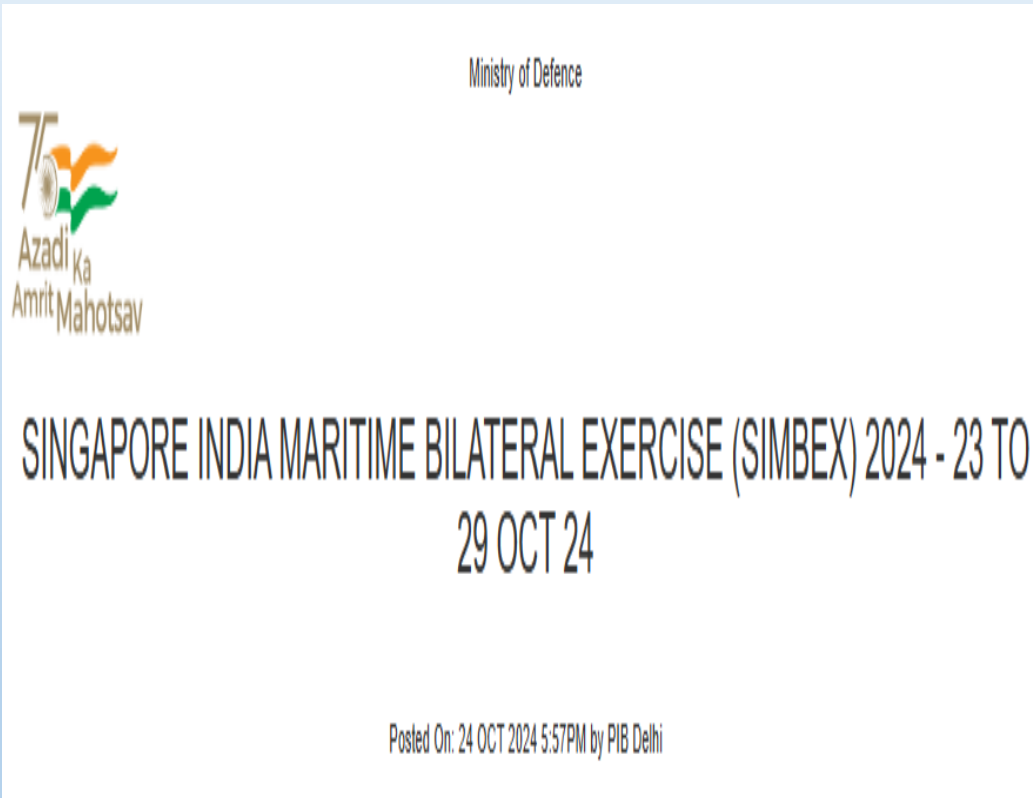 Ministry of Defence
75
Azadi Ka
Amrit Mahotsav
SINGAPORE INDIA MARITIME BILATERAL EXERCISE (SIMBEX) 2024 - 23 TO
29 OCT 24
Posted On: 24 OCT 2024 5:57PM by PIB Delhi